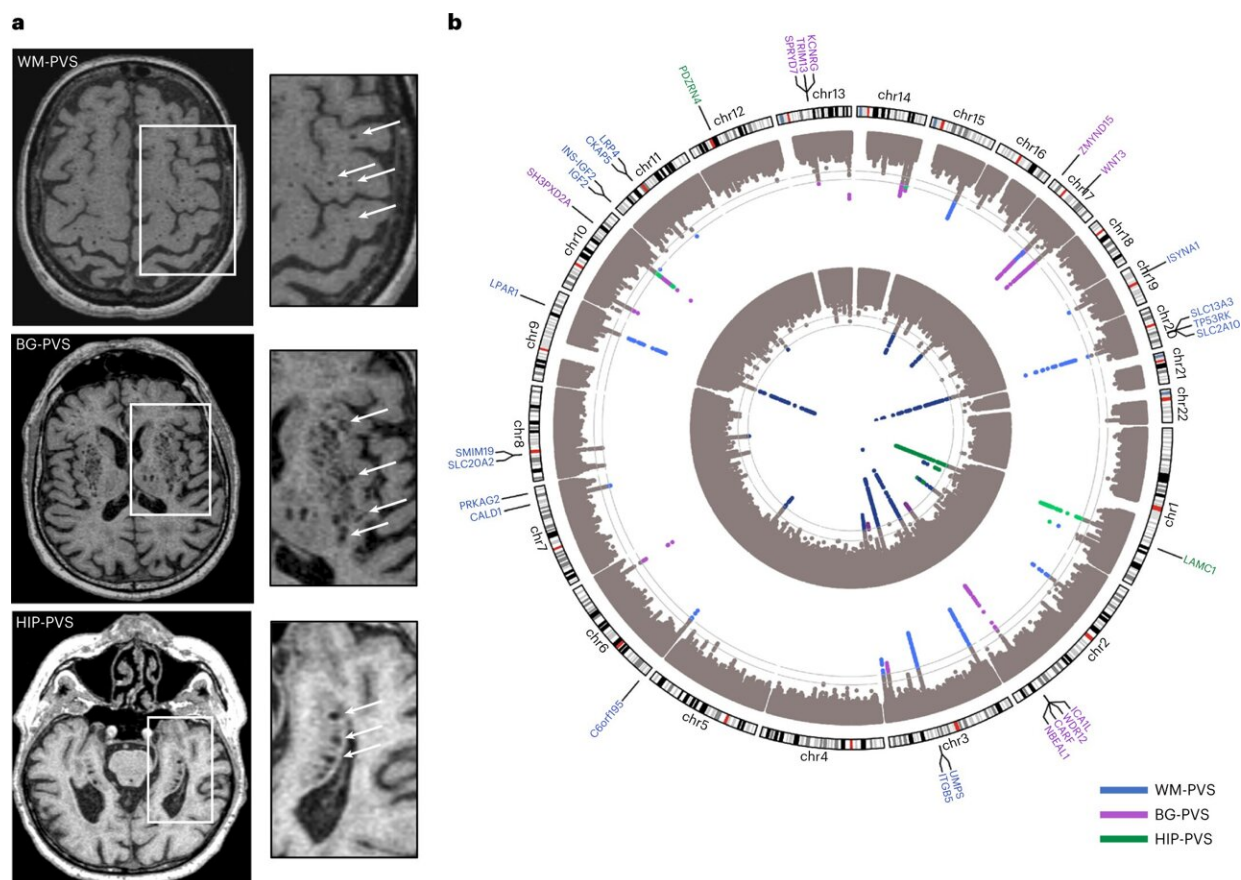 a
WM-PVS
BG-PVS
HIP-PVS
b
chr1
chr2
chr3
chr4
chr5
chr6
chr7
chr8
chr9
chr10
chr11
chr12
chr13
chr14
chr15
chr16
chr17
chr18
chr19
chr20
chr21
chr22
LAMC1
ICA1L
WDR12
CARF
NBEAL1
UMPS
ITGB5
C6orf195
CALD1
PRKAG2
SLC20A2
SMIM19
LPAR1
SH3PXD2A
IGF2
INS-IGF2
CKAP5
LRP4
PDZRN4
SPRYD7
TRIM13
KCNRG
ZMYND15
WNT3
ISYNA1
SLC13A3
TP53RK
SLC2A10
WM-PVS
BG-PVS
HIP-PVS